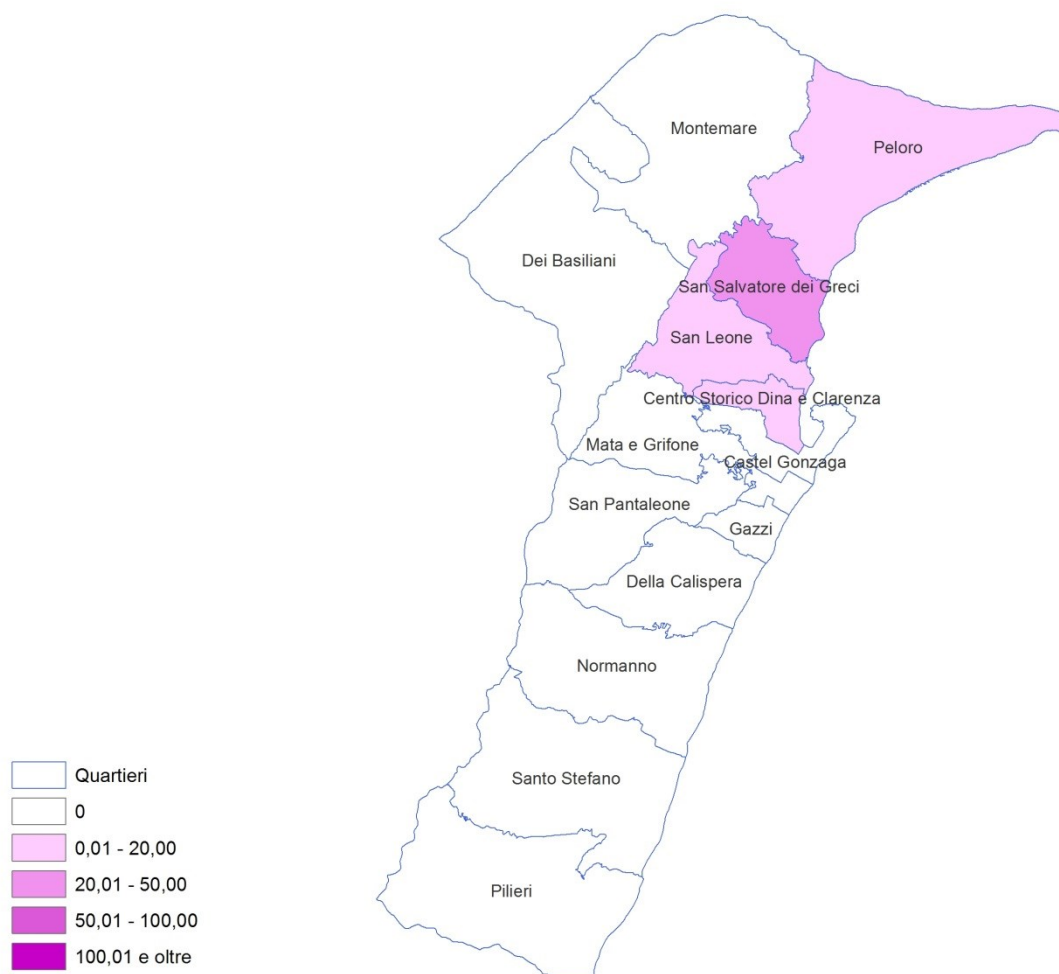 Montemare
Peloro
Dei Basiliani
San Salvatore dei Greci
San Leone
Centro Storico Dina e Clarenza
Mata e Grifone
Castel Gonzaga
San Pantaleone
Gazzi
Della Calispera
Normanno
Santo Stefano
Pilieri
Quartieri
0
0,01 - 20,00
20,01 - 50,00
50,01 - 100,00
100,01 e oltre